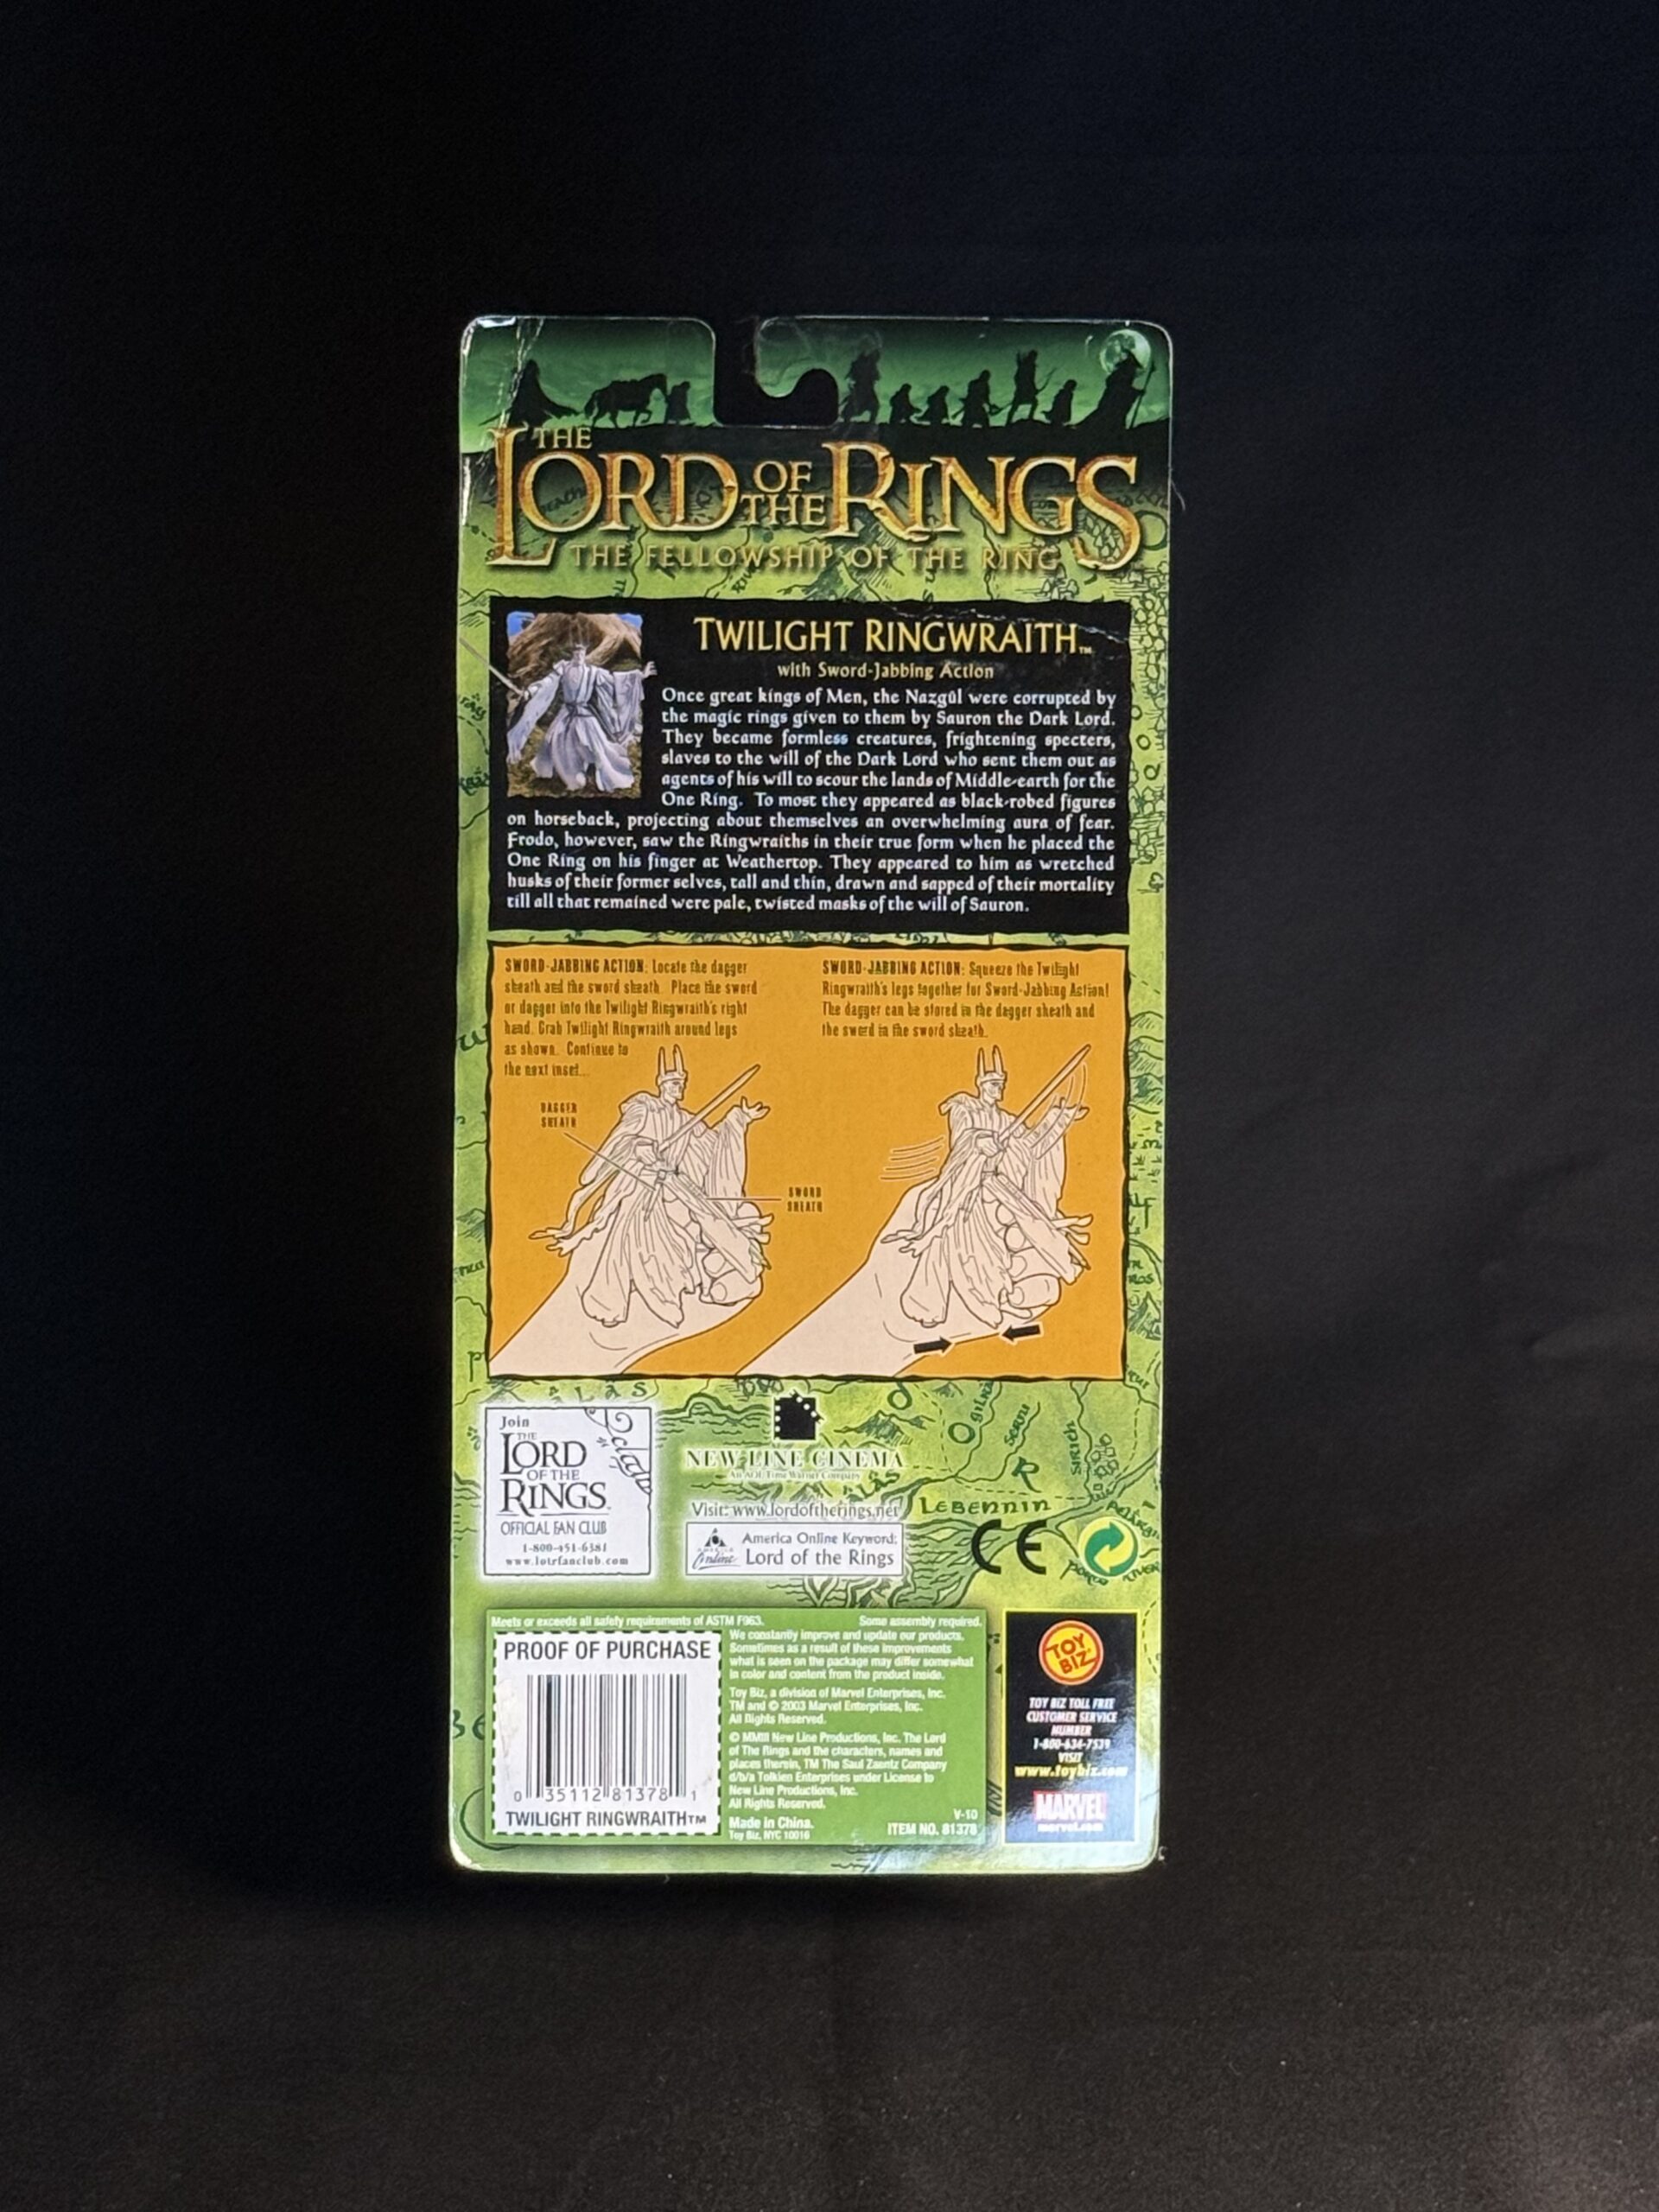 THE
LORD OF THE RINGS
THE FELLOWSHIP OF THE RING
TWILIGHT RINGWRAITH™
with Sword-Jabbing Action
Once great kings of Men, the Nazgûl were corrupted by
the magic rings given to them by Sauron the Dark Lord.
They became formless creatures, frightening specters,
slaves to the will of the Dark Lord who sent them out as
agents of his will to scour the lands of Middle-earth for the
One Ring. To most they appeared as black-robed figures
on horseback, projecting about themselves an overwhelming aura of fear.
Frodo, however, saw the Ringwraiths in their true form when he placed the
One Ring on his finger at Weathertop. They appeared to him as wretched
husks of their former selves, tall and thin, drawn and sapped of their mortality
till all that remained were pale, twisted masks of the will of Sauron.
SWORD-JABBING ACTION: Locate the dagger
sheath and the sword sheath. Place the sword
or dagger into the Twilight Ringwraith's right
hand. Grab Twilight Ringwraith around legs
as shown. Continue to
the next inset...
DAGGER
SHEATH
SWORD
SHEATH
SWORD-JABBING ACTION: Squeeze the Twilight
Ringwraith's legs together for Sword-Jabbing Action!
The dagger can be stored in the dagger sheath and
the sword in the sword sheath.
Join
THE
LORD
OF THE
RINGS
OFFICIAL FAN CLUB
1-800-451-6381
www.lotrfanclub.com
NEW LINE CINEMA
An AOL Time Warner Company
Visit: www.lordoftherings.net
America Online Keyword:
Lord of the Rings
LEBENNIN
GILR
SERNI
SIRITH
CE
Meets or exceeds all safety requirements of ASTM F963.
Some assembly required.
PROOF OF PURCHASE
0 35112 81378 1
TWILIGHT RINGWRAITH™
We constantly improve and update our products.
Sometimes as a result of these improvements
what is seen on the package may differ somewhat
in color and content from the product inside.
Toy Biz, a division of Marvel Enterprises, Inc.
TM and © 2003 Marvel Enterprises, Inc.
All Rights Reserved.
© MMIII New Line Productions, Inc. The Lord
of The Rings and the characters, names and
places therein, TM The Saul Zaentz Company
d/b/a Tolkien Enterprises under License to
New Line Productions, Inc.
All Rights Reserved.
Made in China.
Toy Biz, NYC 10016
V-10
ITEM NO. 81378
TOY
BIZ
TOY BIZ TOLL FREE
CUSTOMER SERVICE
NUMBER
1-800-634-7539
VISIT
www.toybiz.com
MARVEL
marvel.com